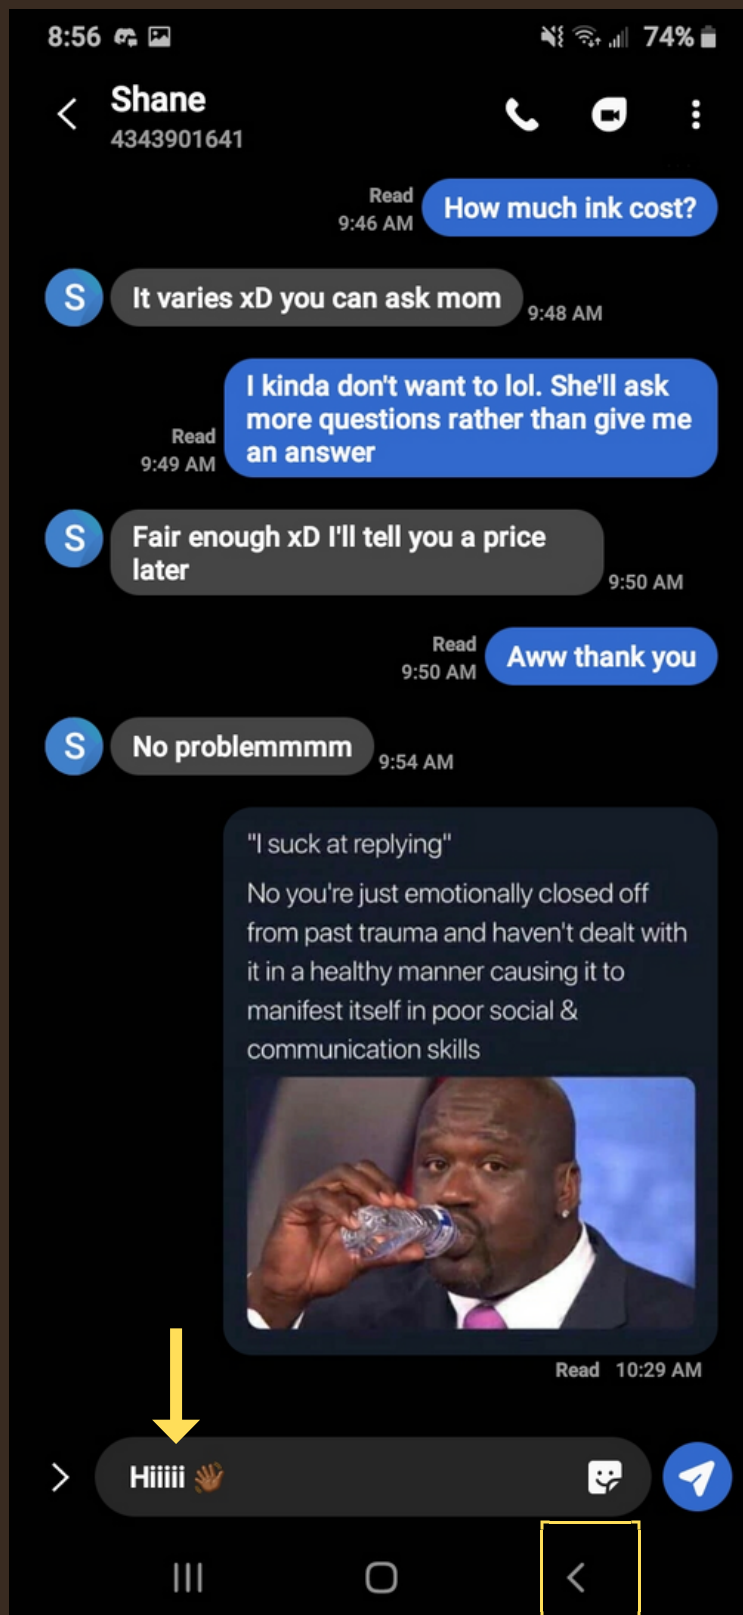 8:56
74%
Shane
4343901641
Read
9:46 AM
How much ink cost?
S
It varies xD you can ask mom
9:48 AM
I kinda don't want to lol. She'll ask
more questions rather than give me
an answer
Read
9:49 AM
S
Fair enough xD I'll tell you a price
later
9:50 AM
Read
9:50 AM
Aww thank you
S
No problemmmm
9:54 AM
"I suck at replying"
No you're just emotionally closed off
from past trauma and haven't dealt with
it in a healthy manner causing it to
manifest itself in poor social &
communication skills
Read 10:29 AM
Hiiiii 👋🏾